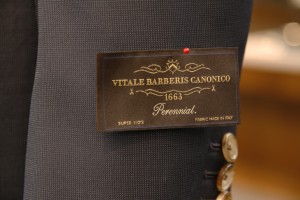 VITALE BARBERIS CANONICO
1663
Perennial.
SUPER 110'S
FABRIC MADE IN ITALY